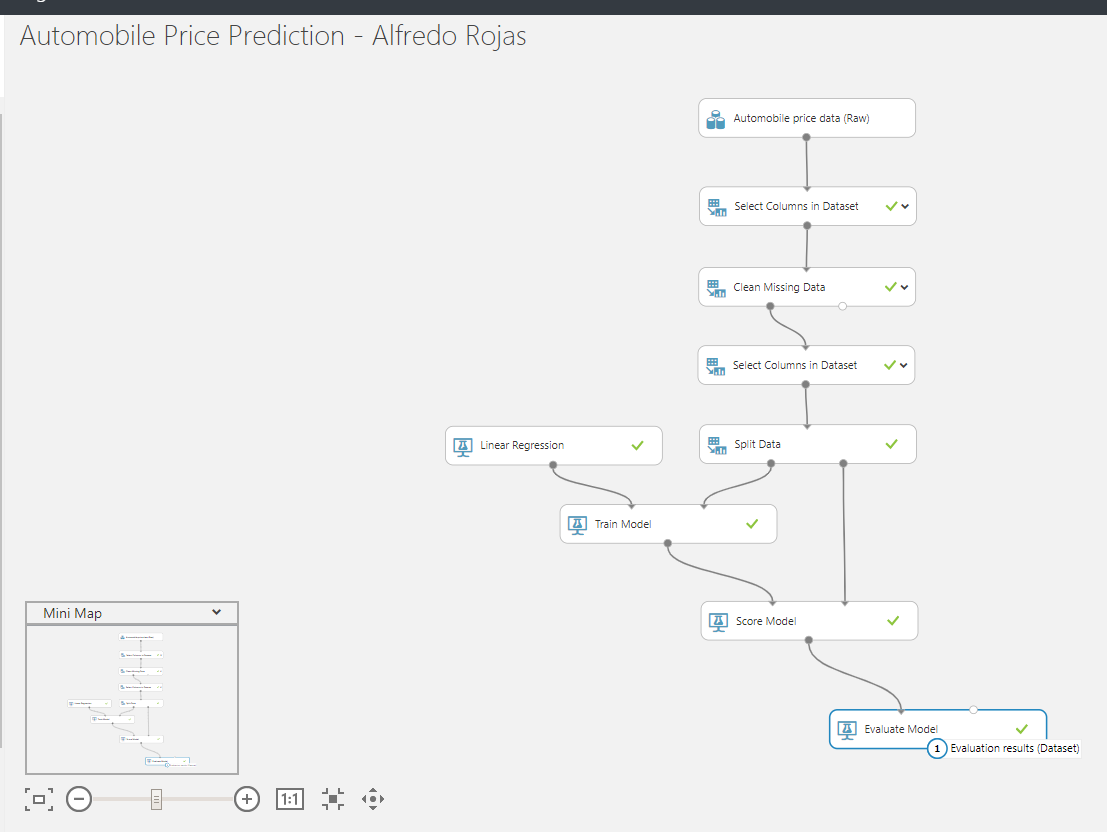 Automobile Price Prediction - Alfredo Rojas
Automobile price data (Raw)
Select Columns in Dataset
Clean Missing Data
Select Columns in Dataset
Linear Regression
Split Data
Train Model
Score Model
Evaluate Model
1 Evaluation results (Dataset)
Mini Map
1:1